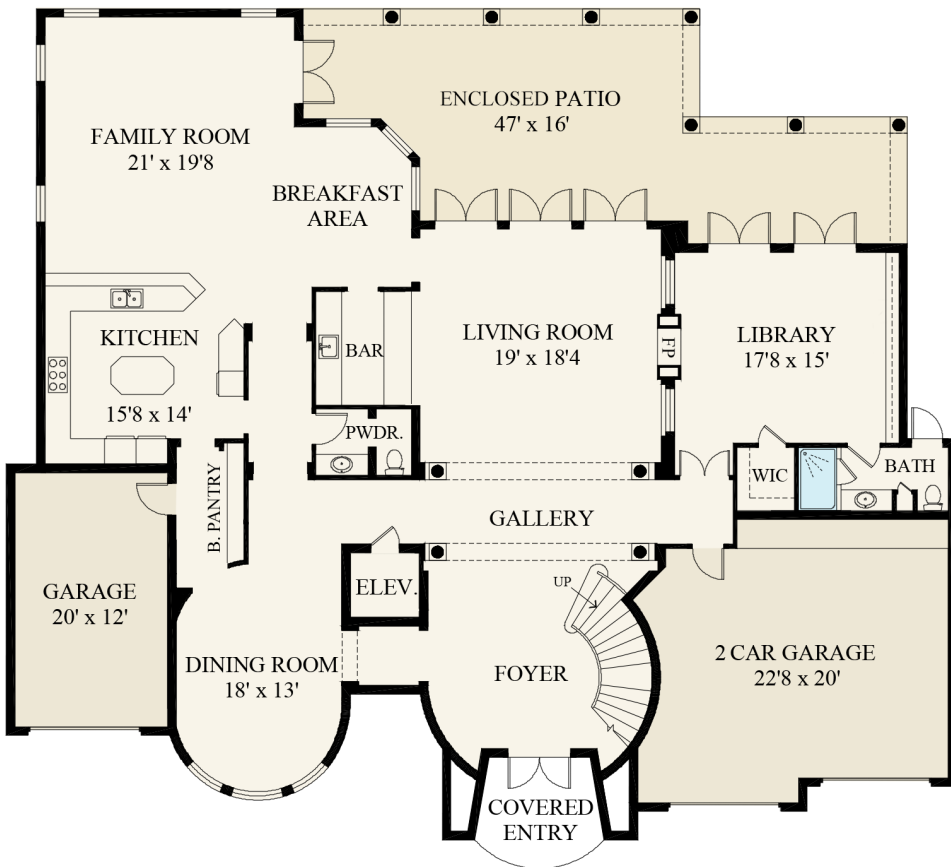 ENCLOSED PATIO
47' x 16'
FAMILY ROOM
21' x 19'8
BREAKFAST
AREA
KITCHEN
15'8 x 14'
BAR
LIVING ROOM
19' x 18'4
FP
LIBRARY
17'8 x 15'
PWDR.
WIC
BATH
B. PANTRY
GALLERY
GARAGE
20' x 12'
ELEV.
UP
DINING ROOM
18' x 13'
FOYER
2 CAR GARAGE
22'8 x 20'
COVERED
ENTRY